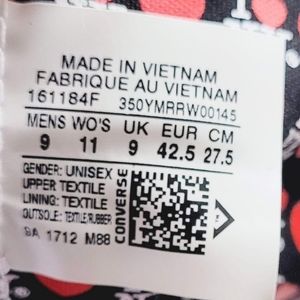 MADE IN VIETNAM
FABRIQUE AU VIETNAM
161184F 350YMRRW00145
MENS WO'S UK EUR CM
9 11 9 42.5 27.5
GENDER: UNISEX
UPPER TEXTILE
LINING: TEXTILE
OUTSOLE: TEXTILE/RUBBER
CONVERSE
9A 1712 M88